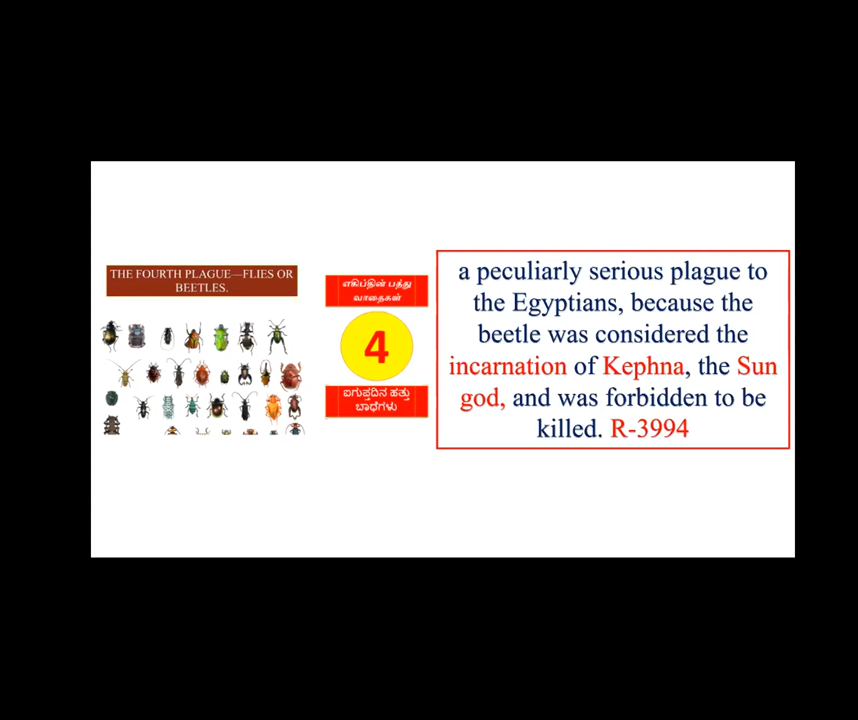 THE FOURTH PLAGUE—FLIES OR
BEETLES.
எகிப்தின் பத்து
வாதைகள்
4
ಐಗುಪ್ತದಿನ ಹತ್ತು
ಬಾಧೆಗಳು
a peculiarly serious plague to
the Egyptians, because the
beetle was considered the
incarnation of Kephna, the Sun
god, and was forbidden to be
killed. R-3994